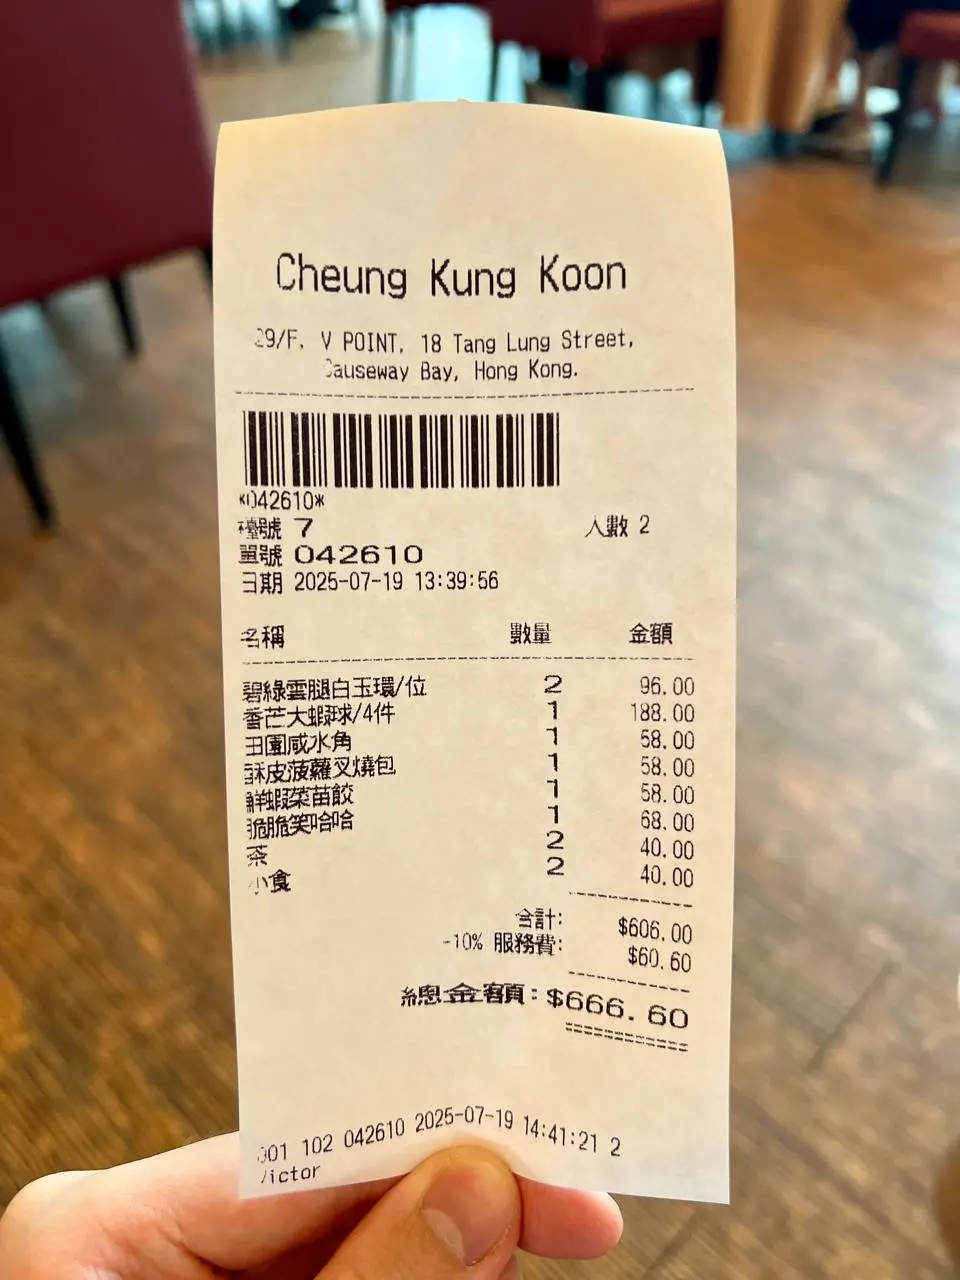 Cheung Kung Koon
29/F, V POINT, 18 Tang Lung Street,
Causeway Bay, Hong Kong.
*042610*
檯號 7 人數 2
單號 042610
日期 2025-07-19 13:39:56
名稱 數量 金額
碧綠雲腿白玉環/位 2 96.00
香芒大蝦球/4件 1 188.00
田園咸水角 1 58.00
酥皮菠蘿叉燒包 1 58.00
鮮蝦菜苗餃 1 58.00
脆脆笑哈哈 1 68.00
茶 2 40.00
小食 2 40.00
合計: $606.00
-10% 服務費: $60.60
總金額: $666.60
001 102 042610 2025-07-19 14:41:21 2
Victor